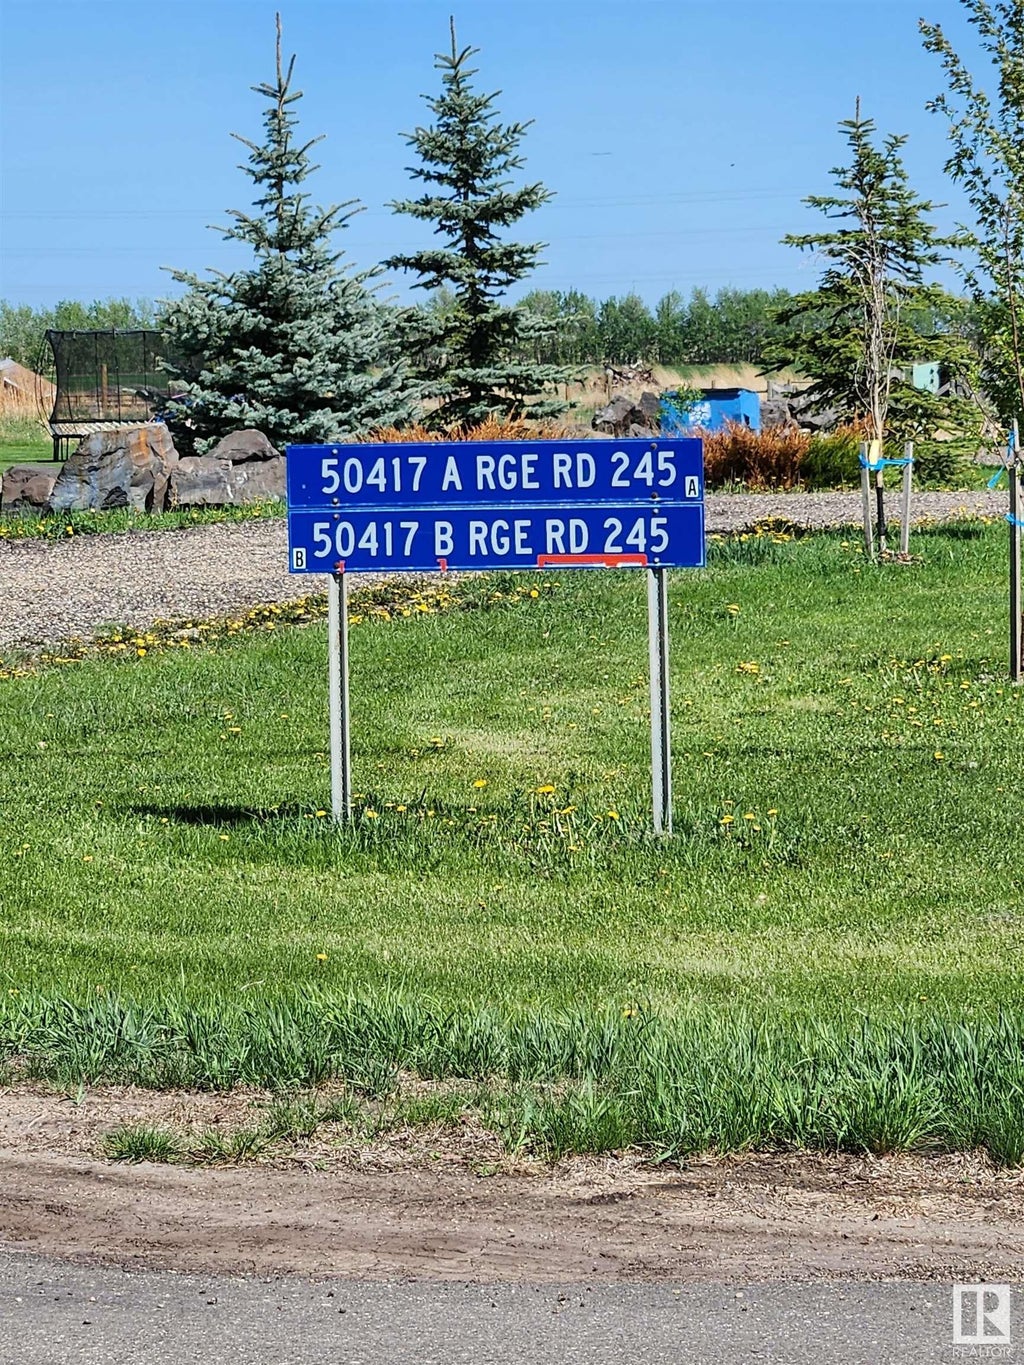 50417 A RGE RD 245 A
B 50417 B RGE RD 245
REALTOR